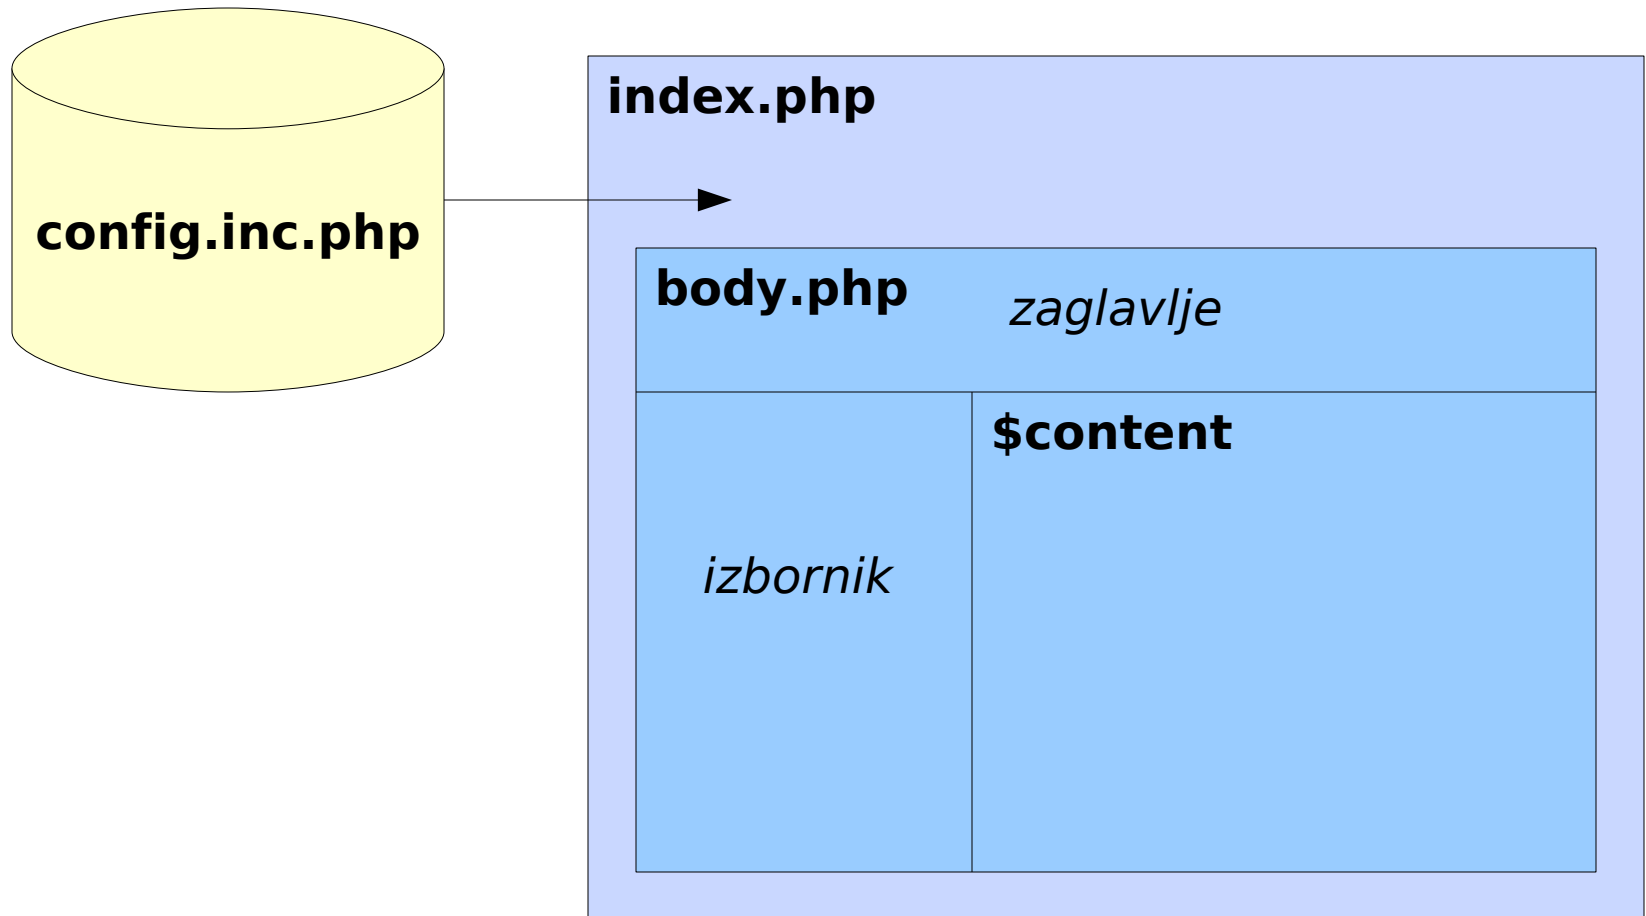 index.php
config.inc.php
body.php
zaglavlje
$content
izbornik